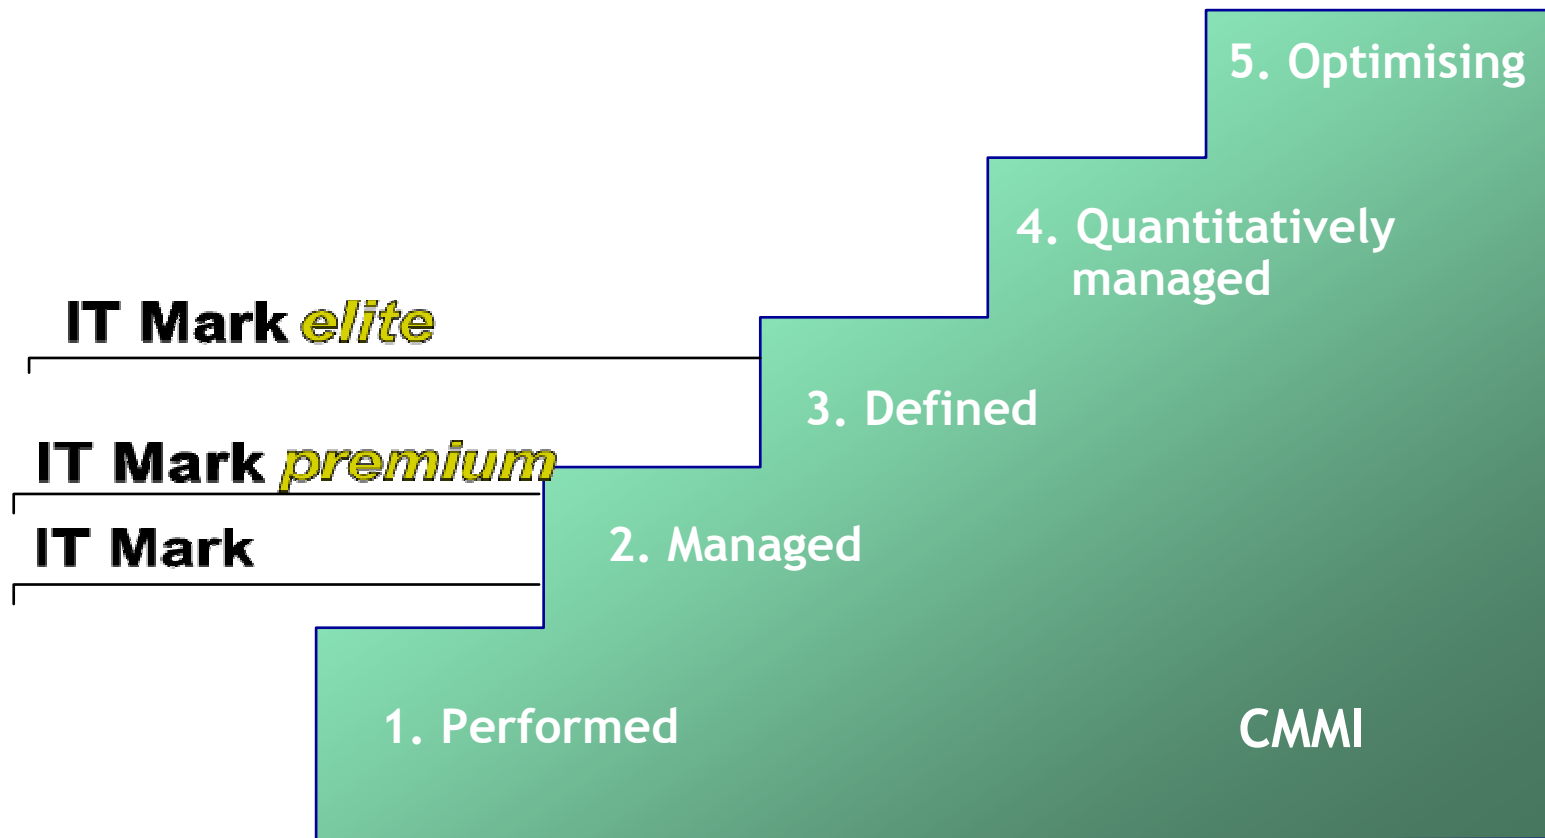 5. Optimising
4. Quantitatively
managed
IT Mark elite
3. Defined
IT Mark premium
IT Mark
2. Managed
1. Performed
CMMI